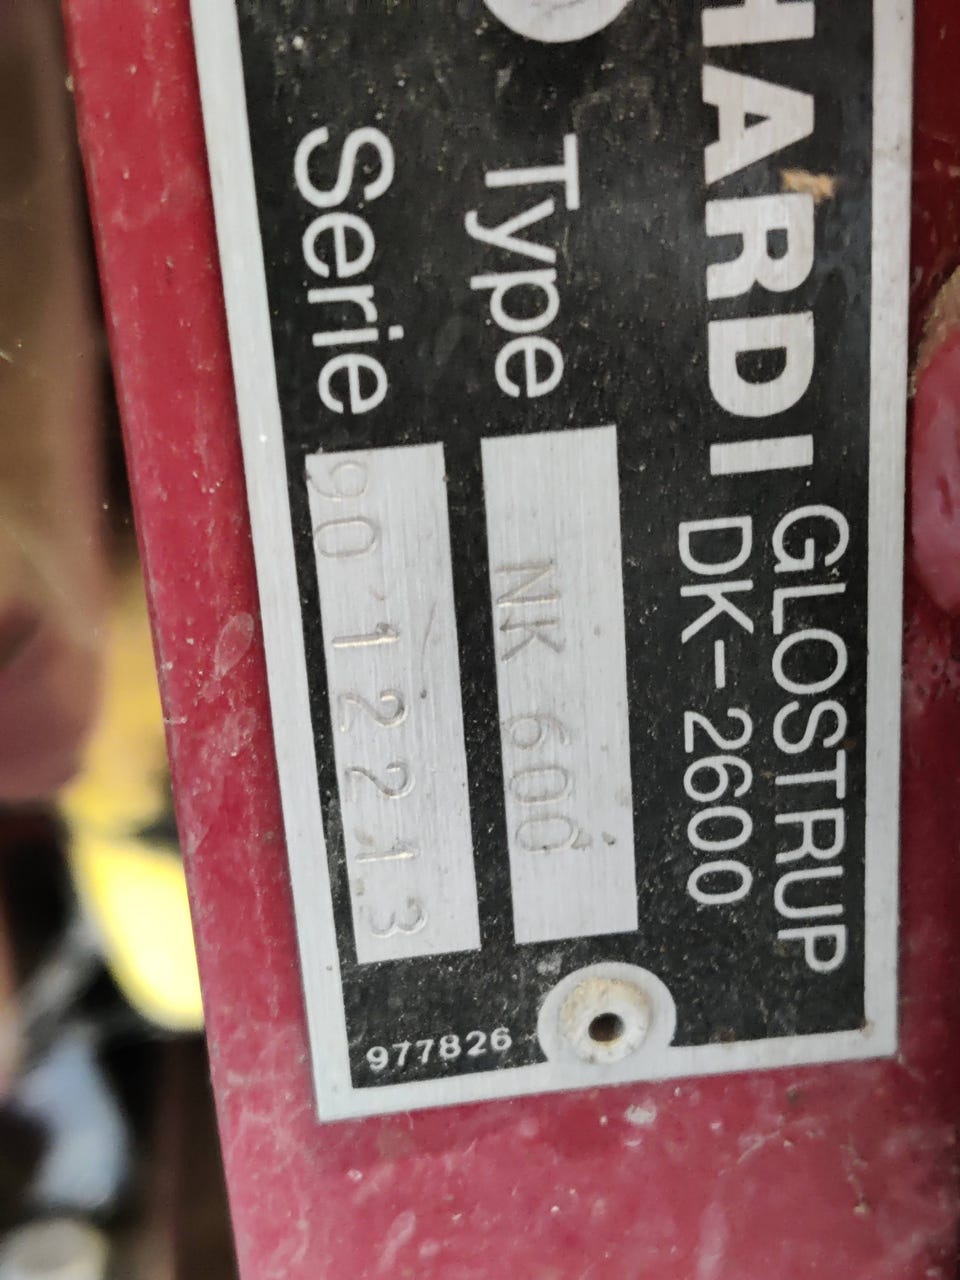 HARDI GLOSTRUP
DK-2600
Type NK 600
Serie 90·12213
977826